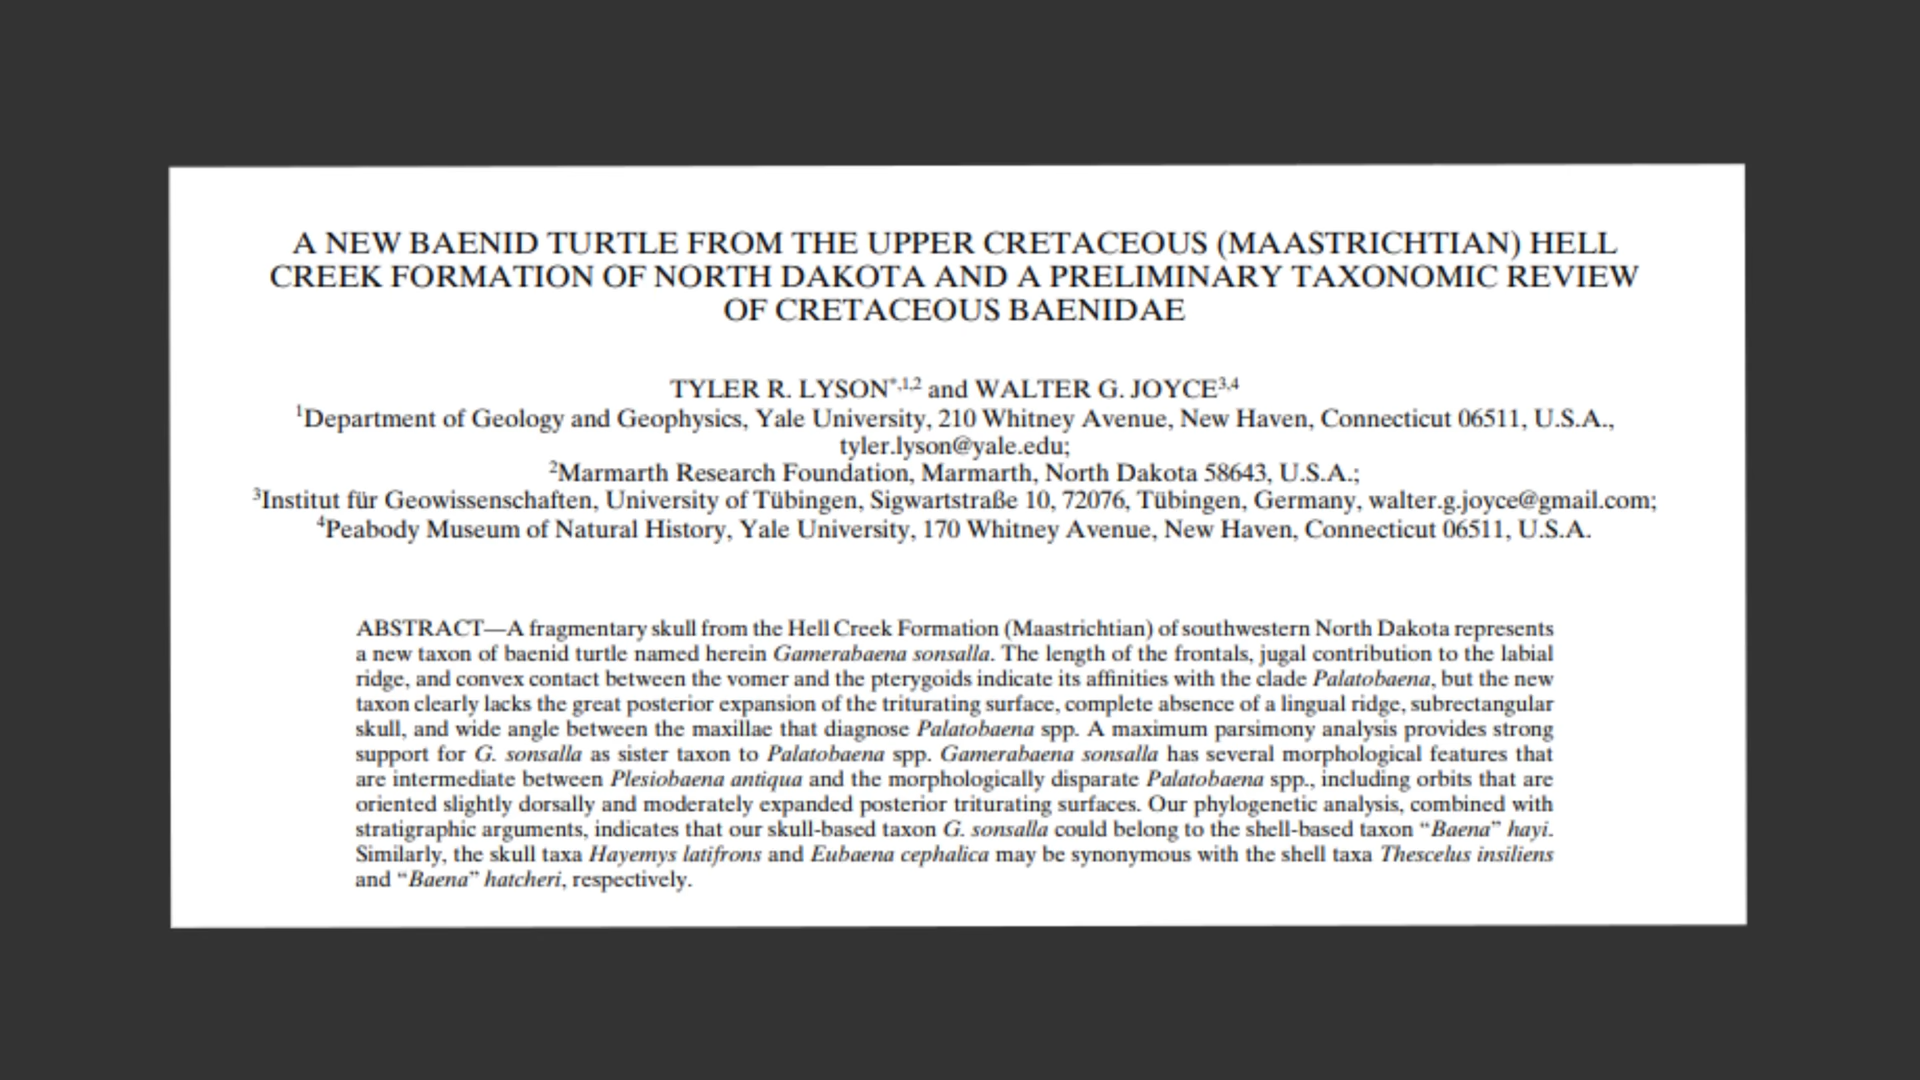 A NEW BAENID TURTLE FROM THE UPPER CRETACEOUS (MAASTRICHTIAN) HELL
CREEK FORMATION OF NORTH DAKOTA AND A PRELIMINARY TAXONOMIC REVIEW
OF CRETACEOUS BAENIDAE
TYLER R. LYSON*,1,2 and WALTER G. JOYCE3,4
1Department of Geology and Geophysics, Yale University, 210 Whitney Avenue, New Haven, Connecticut 06511, U.S.A.,
tyler.lyson@yale.edu;
2Marmarth Research Foundation, Marmarth, North Dakota 58643, U.S.A.;
3Institut für Geowissenschaften, University of Tübingen, Sigwartstraße 10, 72076, Tübingen, Germany, walter.g.joyce@gmail.com;
4Peabody Museum of Natural History, Yale University, 170 Whitney Avenue, New Haven, Connecticut 06511, U.S.A.
ABSTRACT—A fragmentary skull from the Hell Creek Formation (Maastrichtian) of southwestern North Dakota represents
a new taxon of baenid turtle named herein Gamerabaena sonsalla. The length of the frontals, jugal contribution to the labial
ridge, and convex contact between the vomer and the pterygoids indicate its affinities with the clade Palatobaena, but the new
taxon clearly lacks the great posterior expansion of the triturating surface, complete absence of a lingual ridge, subrectangular
skull, and wide angle between the maxillae that diagnose Palatobaena spp. A maximum parsimony analysis provides strong
support for G. sonsalla as sister taxon to Palatobaena spp. Gamerabaena sonsalla has several morphological features that
are intermediate between Plesiobaena antiqua and the morphologically disparate Palatobaena spp., including orbits that are
oriented slightly dorsally and moderately expanded posterior triturating surfaces. Our phylogenetic analysis, combined with
stratigraphic arguments, indicates that our skull-based taxon G. sonsalla could belong to the shell-based taxon “Baena” hayi.
Similarly, the skull taxa Hayemys latifrons and Eubaena cephalica may be synonymous with the shell taxa Thescelus insiliens
and “Baena” hatcheri, respectively.